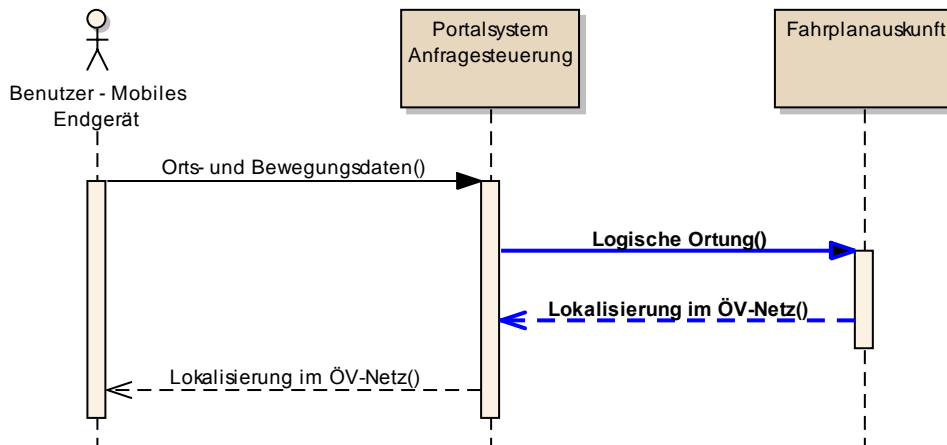 Portalsystem
Anfragesteuerung
Fahrplanauskunft
Benutzer - Mobiles
Endgerät
Orts- und Bewegungsdaten()
Logische Ortung()
Lokalisierung im ÖV-Netz()
Lokalisierung im ÖV-Netz()